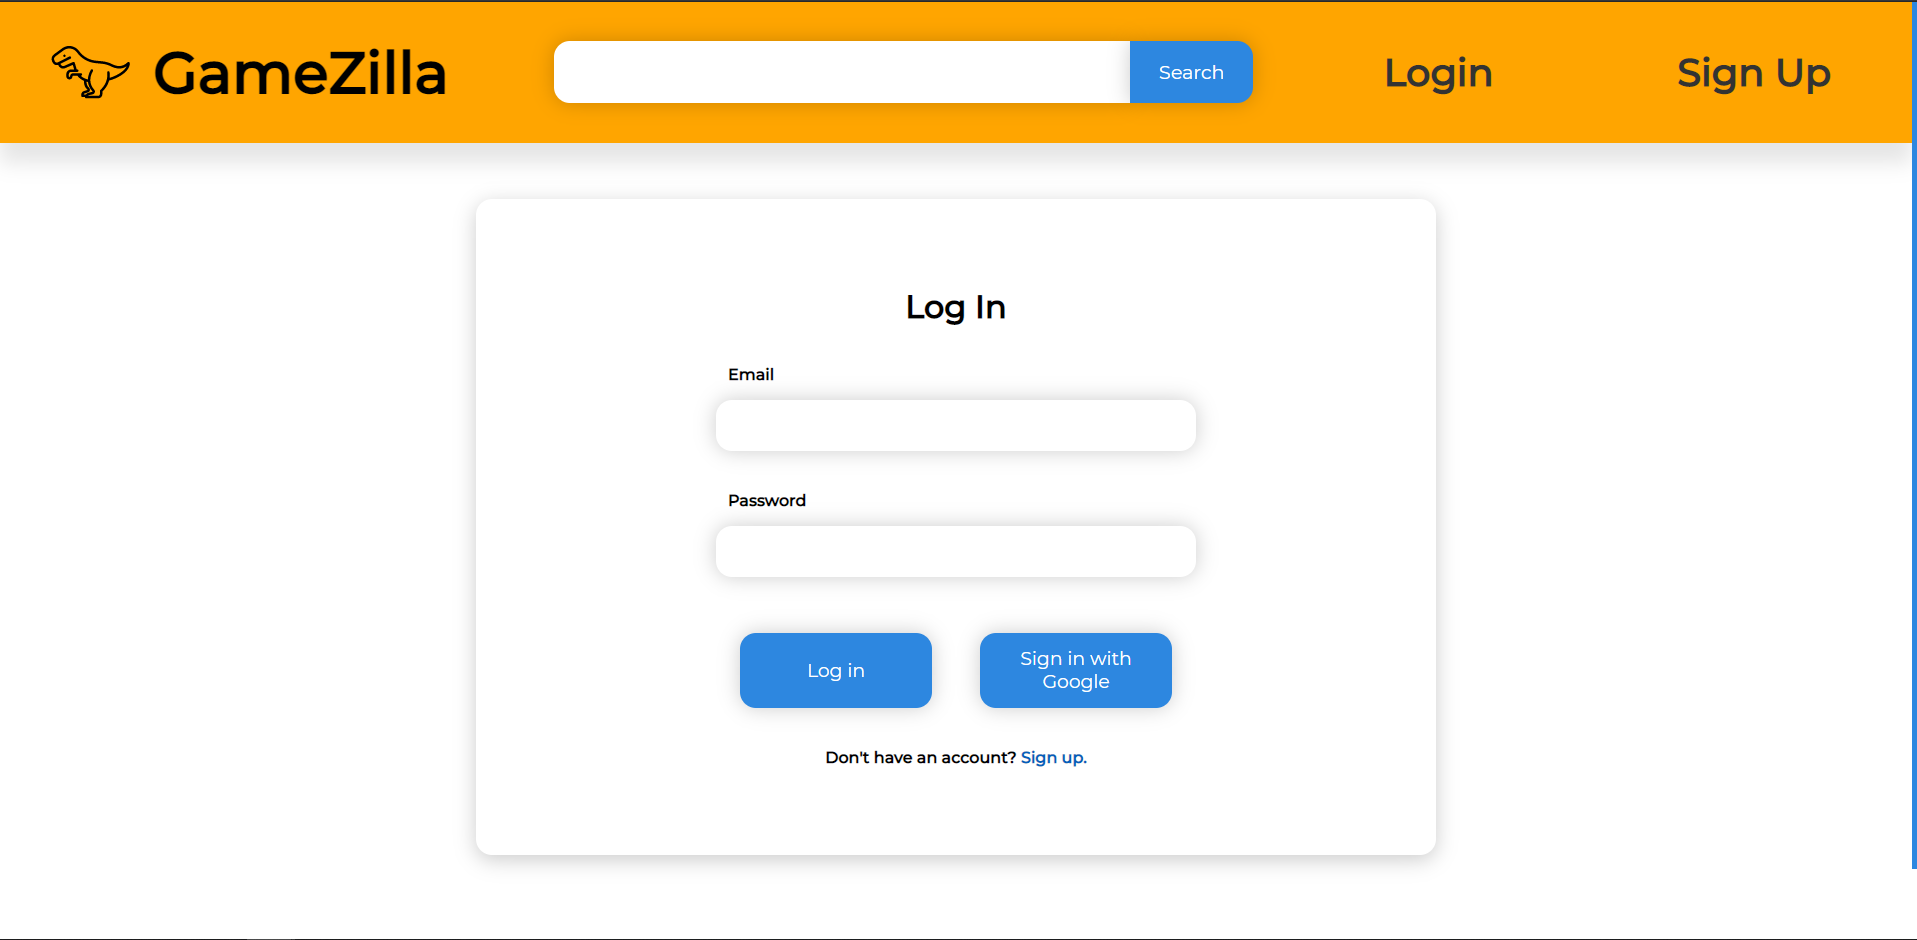 GameZilla
Search
Login
Sign Up
Log In
Email
Password
Log in
Sign in with
Google
Don't have an account? Sign up.